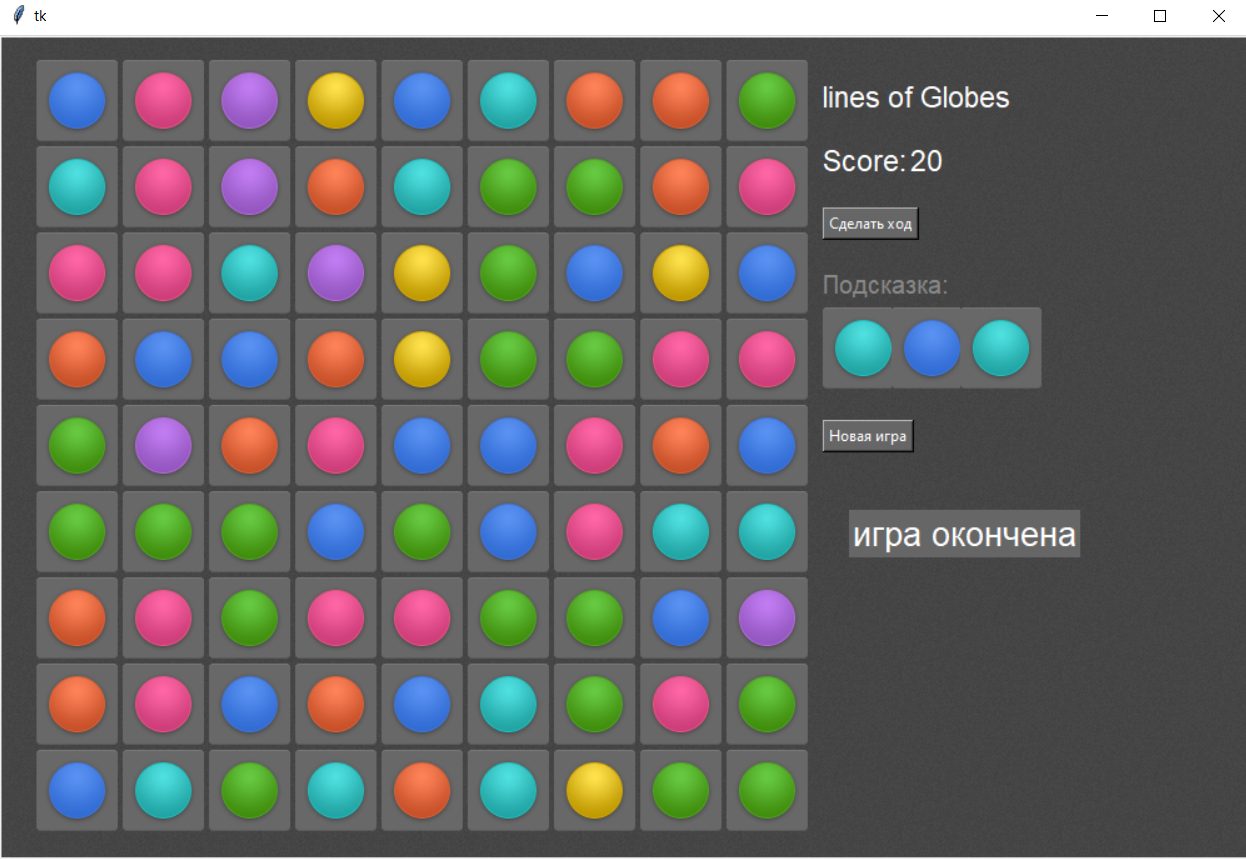 tk
lines of Globes
Score: 20
Сделать ход
Подсказка:
Новая игра
игра окончена